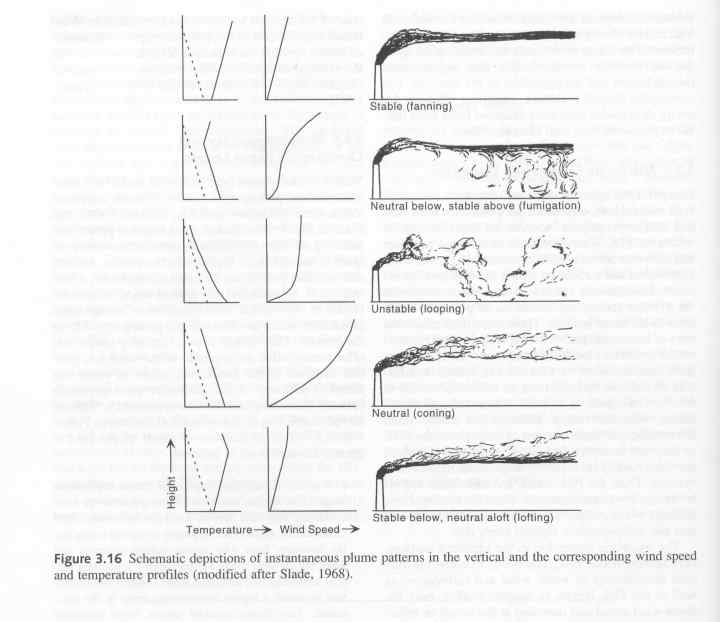 Stable (fanning)
Neutral below, stable above (fumigation)
Unstable (looping)
Neutral (coning)
Height
Stable below, neutral aloft (lofting)
Temperature Wind Speed
Figure 3.16 Schematic depictions of instantaneous plume patterns in the vertical and the corresponding wind speed
and temperature profiles (modified after Slade, 1968).